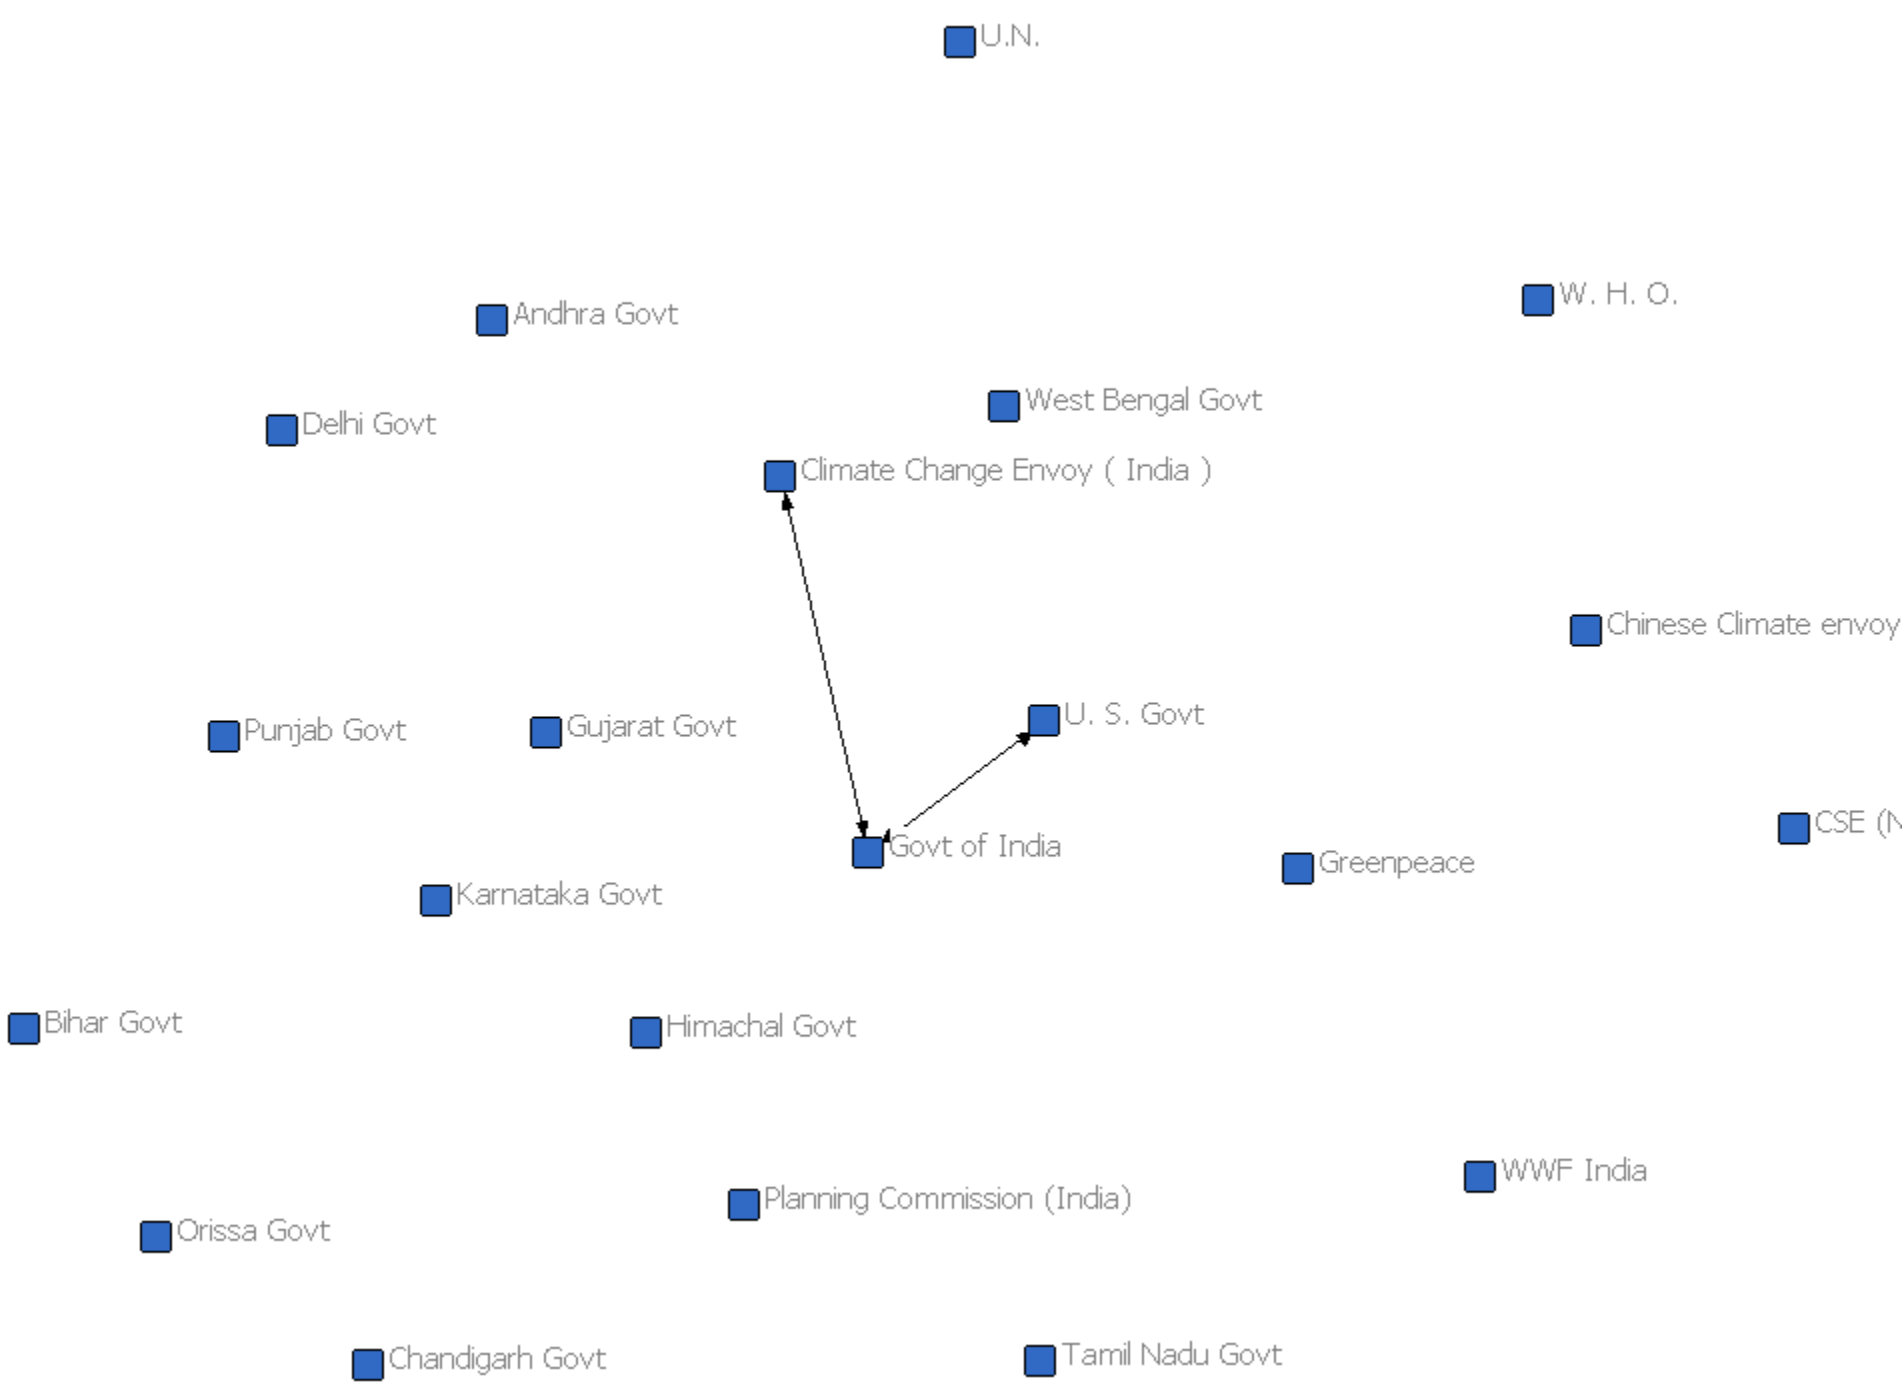 U.N.
W. H. O.
Andhra Govt
West Bengal Govt
Delhi Govt
Climate Change Envoy ( India )
Chinese Climate envoy
U. S. Govt
Punjab Govt
Gujarat Govt
CSE (
Govt of India
Greenpeace
Karnataka Govt
Bihar Govt
Himachal Govt
WWF India
Planning Commission (India)
Orissa Govt
Chandigarh Govt
Tamil Nadu Govt